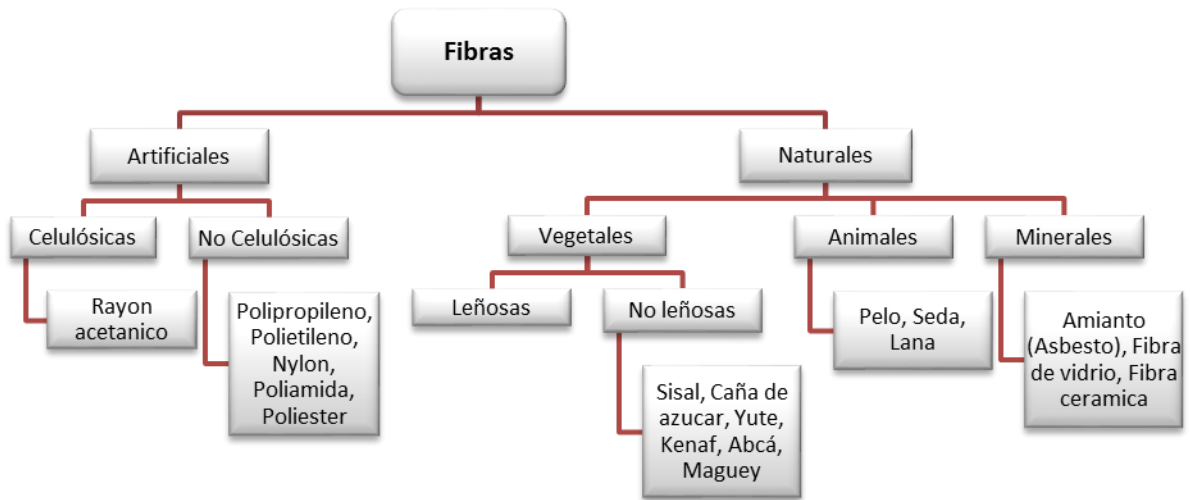 Fibras
Artificiales
Naturales
Celulósicas
No Celulósicas
Vegetales
Animales
Minerales
Rayon
acetanico
Polipropileno,
Polietileno,
Nylon,
Poliamida,
Poliester
Leñosas
No leñosas
Pelo, Seda,
Lana
Amianto
(Asbesto), Fibra
de vidrio, Fibra
ceramica
Sisal, Caña de
azucar, Yute,
Kenaf, Abcá,
Maguey